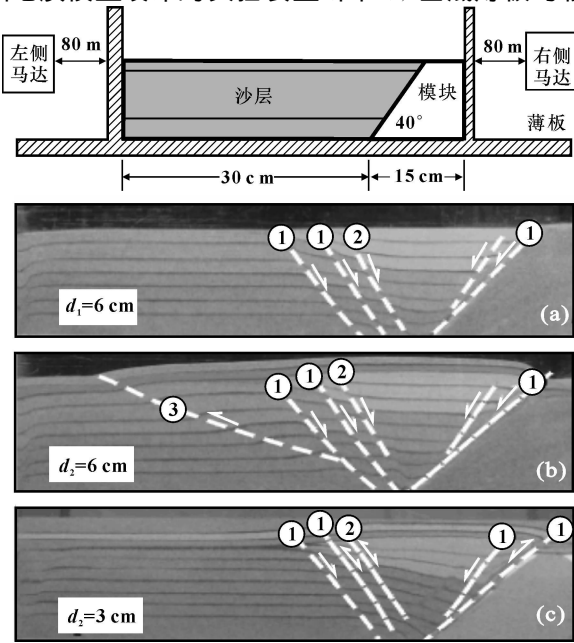 左侧
马达
80 m
沙层
模块
40°
80 m
右侧
马达
薄板
30 c m
15 cm
① ① ② ①
d₁=6 cm
(a)
① ① ② ①
③
d₂=6 cm
(b)
① ① ② ① ①
d₂=3 cm
(c)